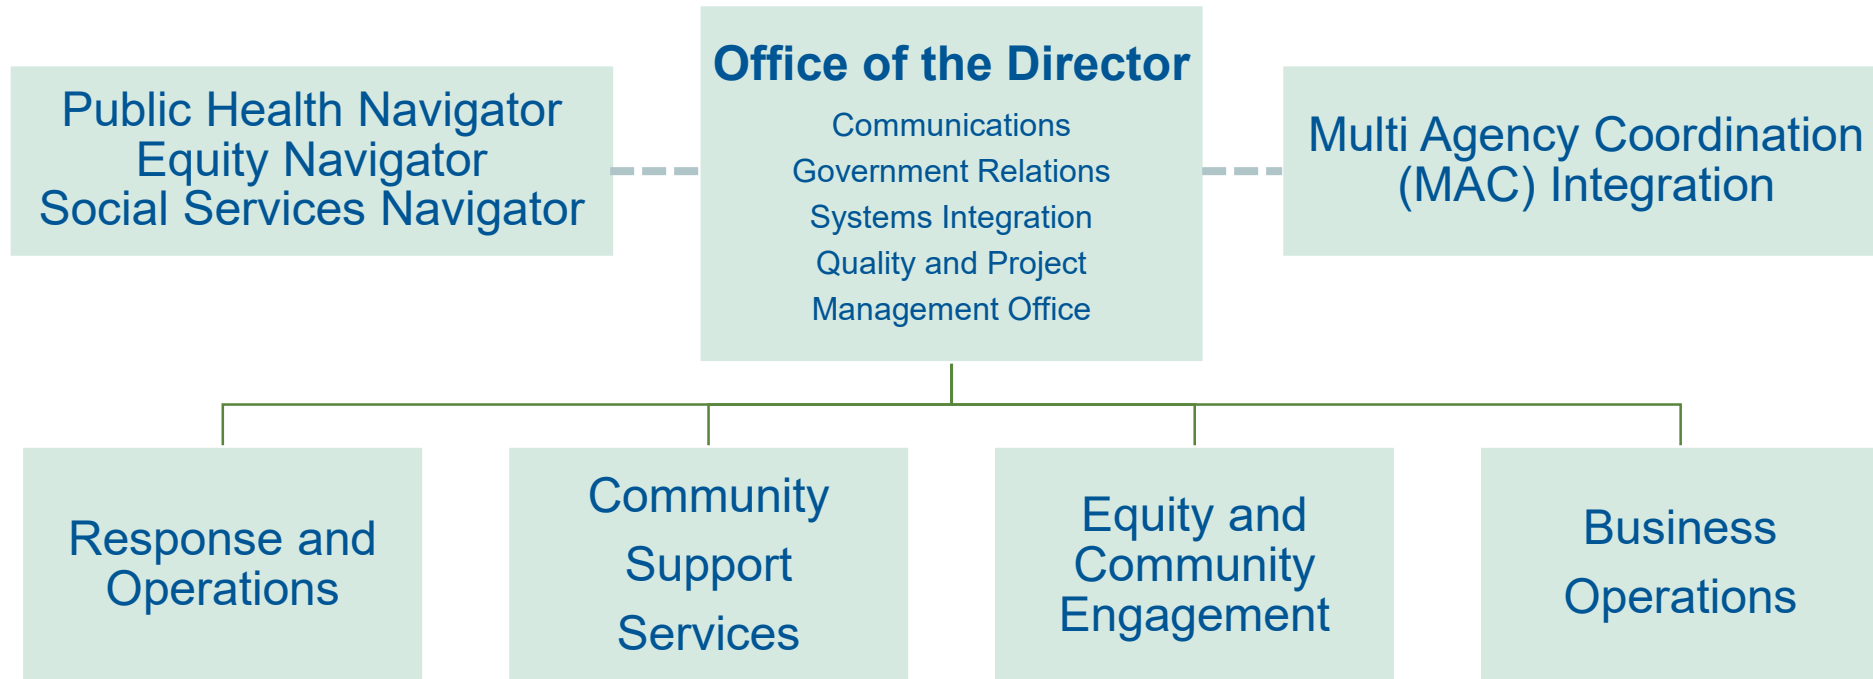 Office of the Director
Communications
Government Relations
Systems Integration
Quality and Project
Management Office
Public Health Navigator
Equity Navigator
Social Services Navigator
Multi Agency Coordination
(MAC) Integration
Response and
Operations
Community
Support
Services
Equity and
Community
Engagement
Business
Operations